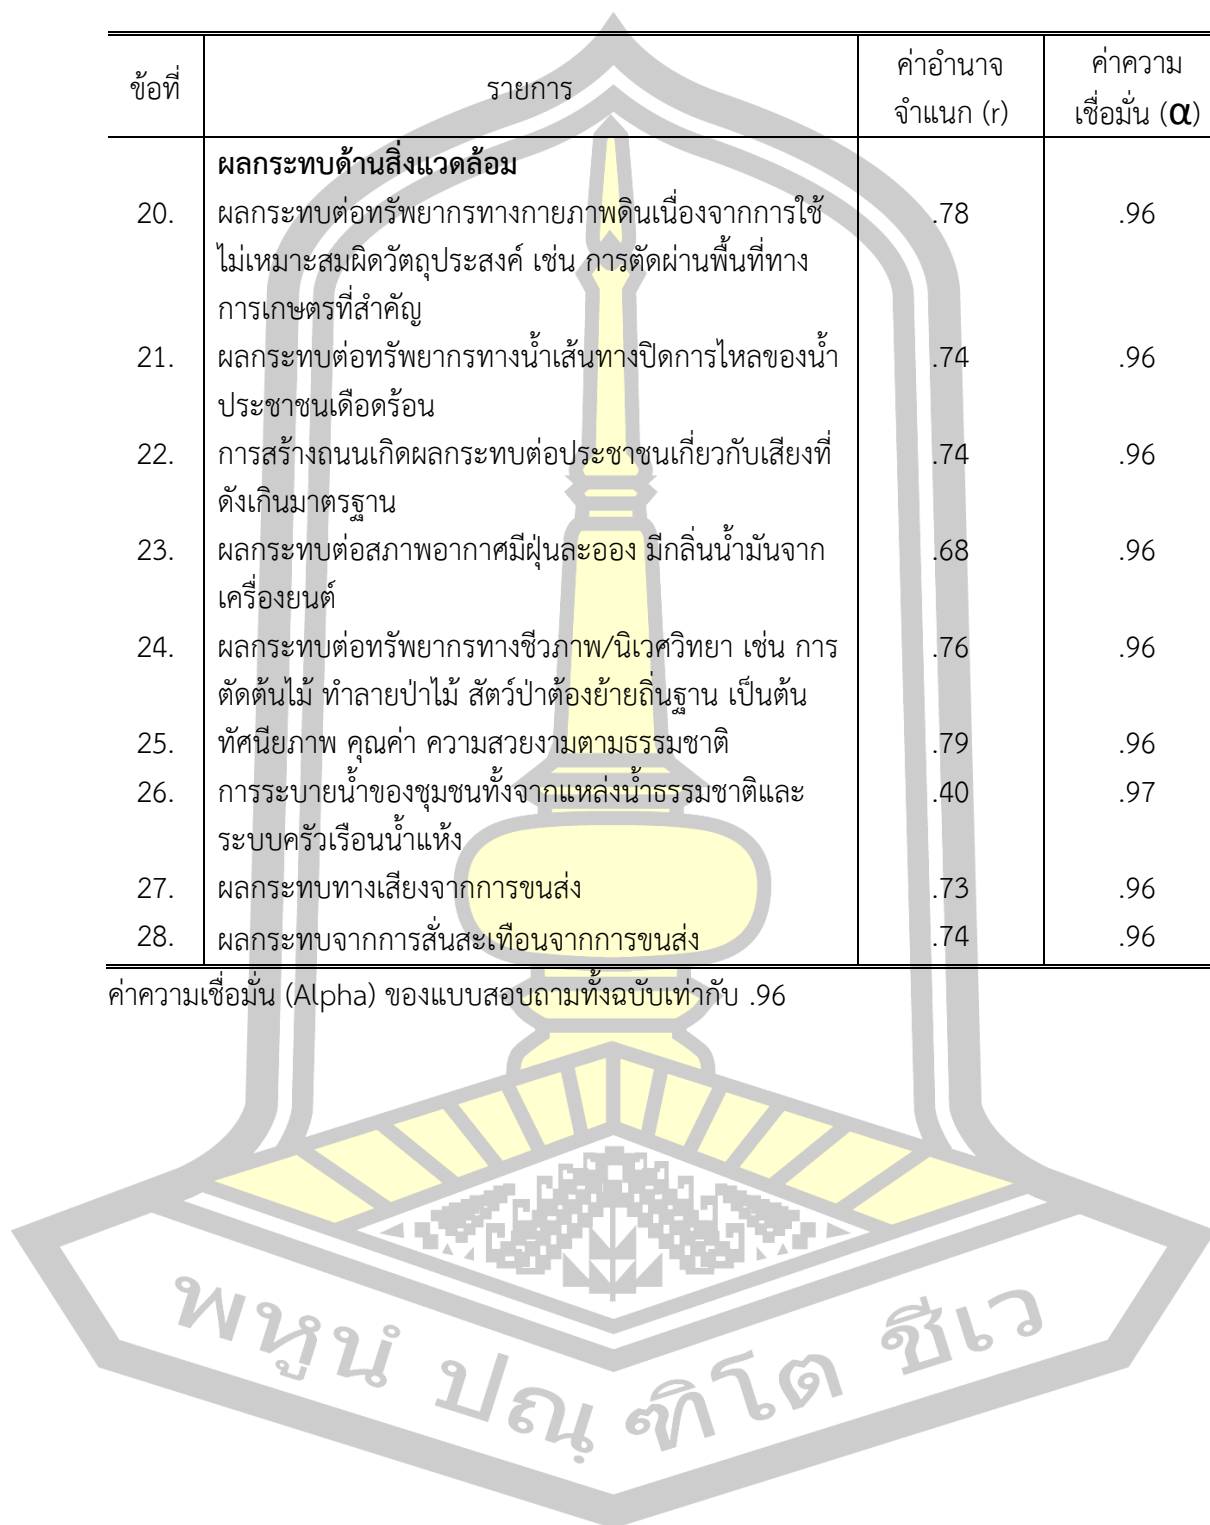 ข้อที่ รายการ ค่าอำนาจ จำแนก (r) ค่าความ เชื่อมั่น (α)
ผลกระทบด้านสิ่งแวดล้อม
20. ผลกระทบต่อทรัพยากรทางกายภาพดินเนื่องจากการใช้ .78 .96
ไม่เหมาะสมผิดวัตถุประสงค์ เช่น การตัดผ่านพื้นที่ทาง
การเกษตรที่สำคัญ
21. ผลกระทบต่อทรัพยากรทางน้ำเส้นทางปิดการไหลของน้ำ .74 .96
ประชาชนเดือดร้อน
22. การสร้างถนนเกิดผลกระทบต่อประชาชนเกี่ยวกับเสียงที่ .74 .96
ดังเกินมาตรฐาน
23. ผลกระทบต่อสภาพอากาศมีฝุ่นละออง มีกลิ่นน้ำมันจาก .68 .96
เครื่องยนต์
24. ผลกระทบต่อทรัพยากรทางชีวภาพ/นิเวศวิทยา เช่น การ .76 .96
ตัดต้นไม้ ทำลายป่าไม้ สัตว์ป่าต้องย้ายถิ่นฐาน เป็นต้น
25. ทัศนียภาพ คุณค่า ความสวยงามตามธรรมชาติ .79 .96
26. การระบายน้ำของชุมชนทั้งจากแหล่งน้ำธรรมชาติและ .40 .97
ระบบครัวเรือนน้ำแห้ง
27. ผลกระทบทางเสียงจากการขนส่ง .73 .96
28. ผลกระทบจากการสั่นสะเทือนจากการขนส่ง .74 .96
ค่าความเชื่อมั่น (Alpha) ของแบบสอบถามทั้งฉบับเท่ากับ .96
พหูนํ ปณฺฑิโต ชีเว